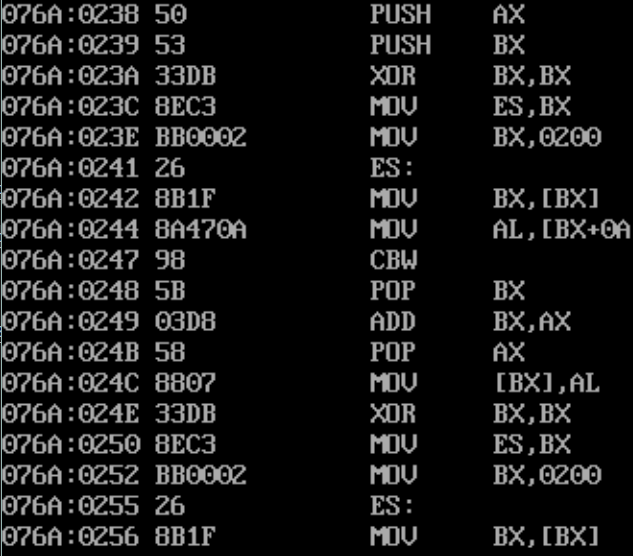 076A:0238 50 PUSH AX
076A:0239 53 PUSH BX
076A:023A 33DB XOR BX,BX
076A:023C 8EC3 MOV ES,BX
076A:023E BB0002 MOV BX,0200
076A:0241 26 ES:
076A:0242 8B1F MOV BX,[BX]
076A:0244 8A470A MOV AL,[BX+0A
076A:0247 98 CBW
076A:0248 5B POP BX
076A:0249 03D8 ADD BX,AX
076A:024B 58 POP AX
076A:024C 8807 MOV [BX],AL
076A:024E 33DB XOR BX,BX
076A:0250 8EC3 MOV ES,BX
076A:0252 BB0002 MOV BX,0200
076A:0255 26 ES:
076A:0256 8B1F MOV BX,[BX]